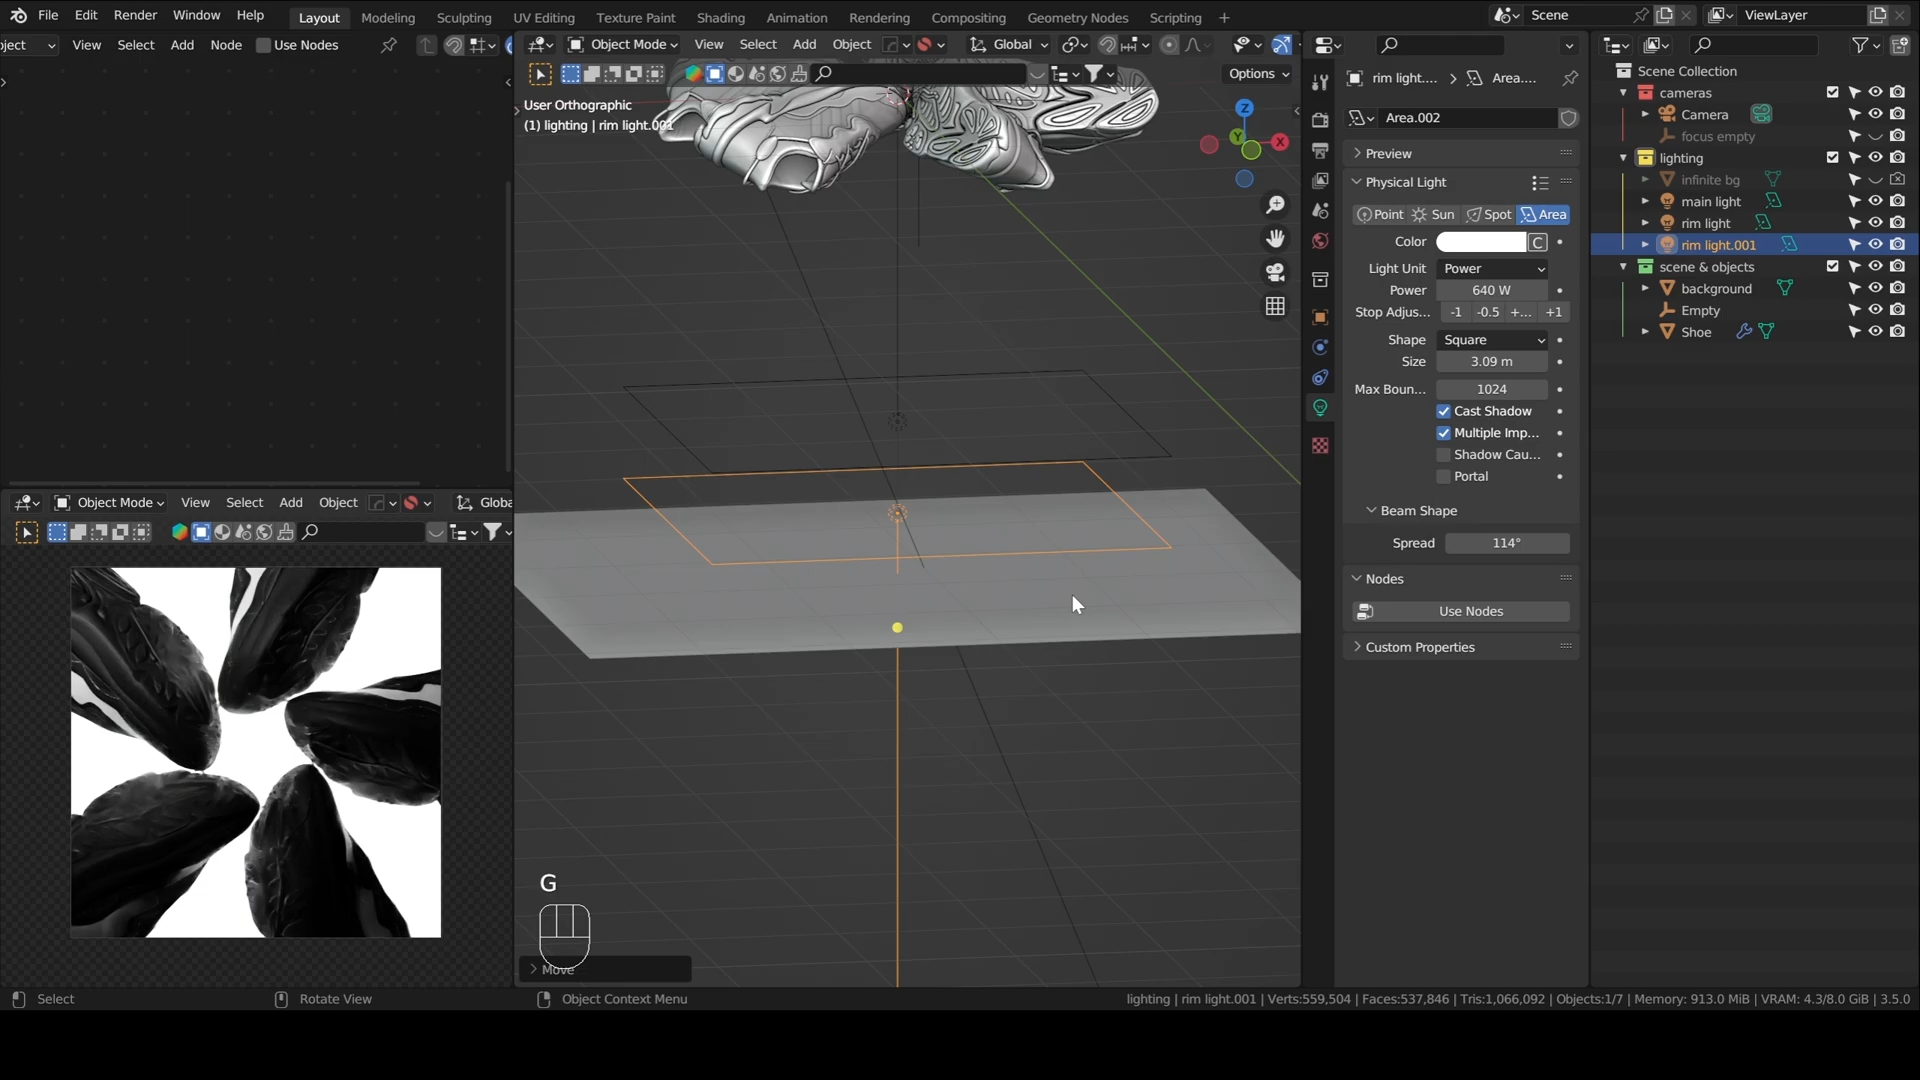 File Edit Render Window Help Layout Modeling Sculpting UV Editing Texture Paint Shading Animation Rendering Compositing Geometry Nodes Scripting + Scene ViewLayer
ject View Select Add Node Use Nodes
Object Mode View Select Add Object Global
Options
User Orthographic
(1) lighting | rim light.001
Z
Y
X
rim light.... Area....
Area.002
Preview
Physical Light
Point Sun Spot Area
Color C
Light Unit Power
Power 640 W
Stop Adjus... -1 -0.5 +... +1
Shape Square
Size 3.09 m
Max Boun... 1024
Cast Shadow
Multiple Imp...
Shadow Cau...
Portal
Beam Shape
Spread 114°
Nodes
Use Nodes
Custom Properties
Scene Collection
cameras
Camera
focus empty
lighting
infinite bg
main light
rim light
rim light.001
scene & objects
background
Empty
Shoe
Object Mode View Select Add Object Globa
G
Move
Select Rotate View Object Context Menu
lighting | rim light.001 | Verts:559,504 | Faces:537,846 | Tris:1,066,092 | Objects:1/7 | Memory: 913.0 MiB | VRAM: 4.3/8.0 GiB | 3.5.0